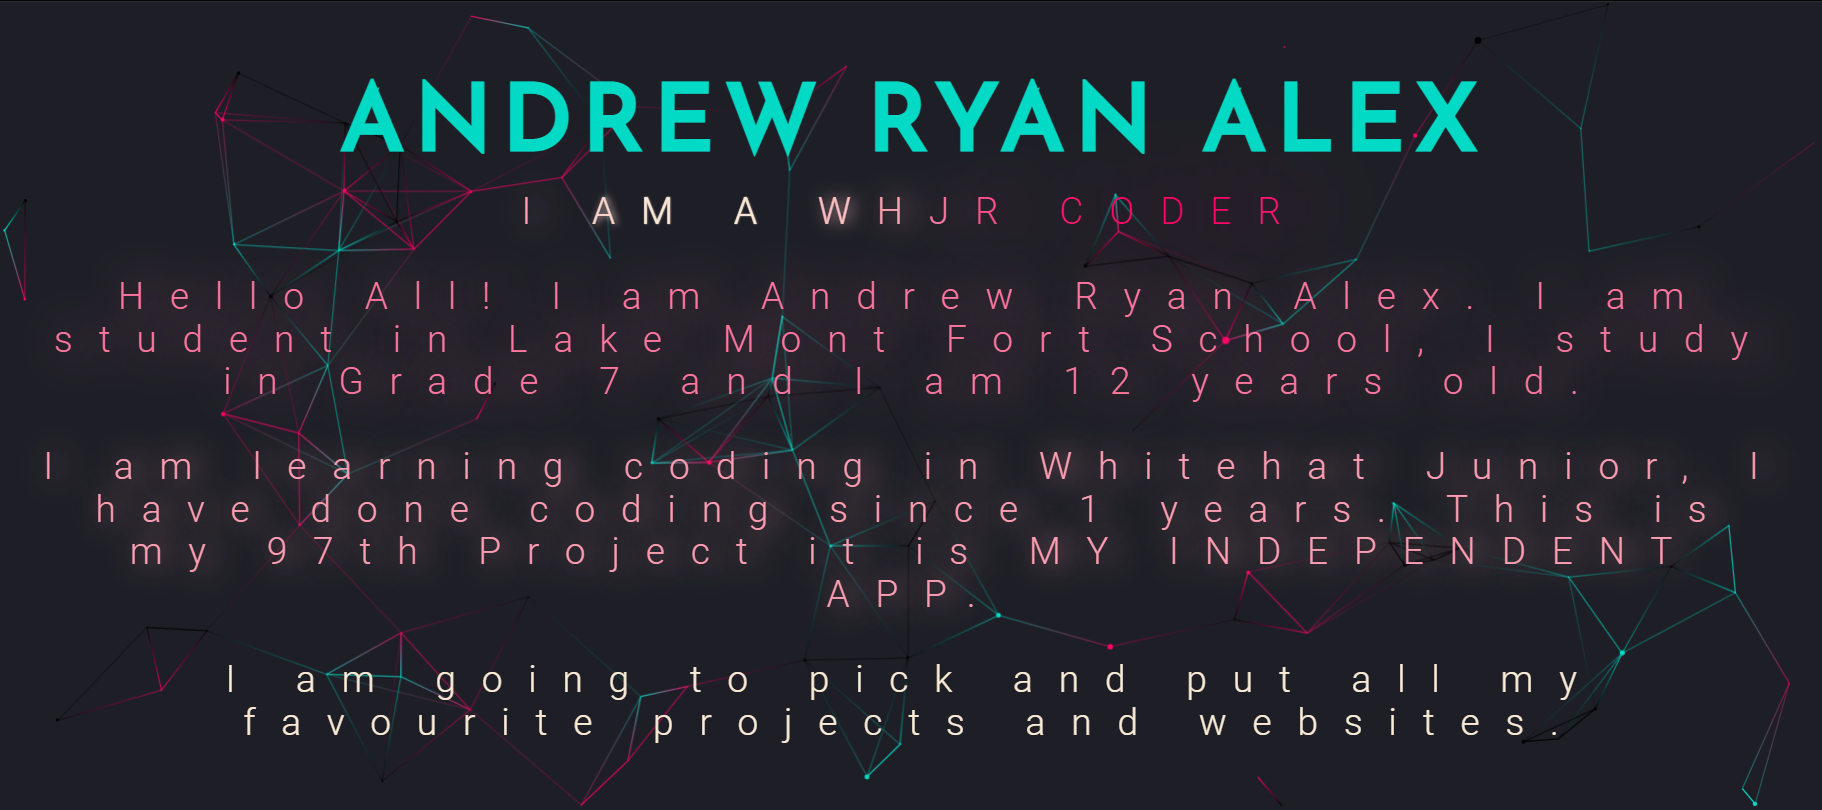 ANDREW RYAN ALEX
I AM A WHJR CODER
Hello All! I am Andrew Ryan Alex. I am
student in Lake Mont Fort School, I study
in Grade 7 and I am 12 years old.
I am learning coding in Whitehat Junior, I
have done coding since 1 years. This is
my 97th Project it is MY INDEPENDENT
APP.
I am going to pick and put all my
favourite projects and websites.